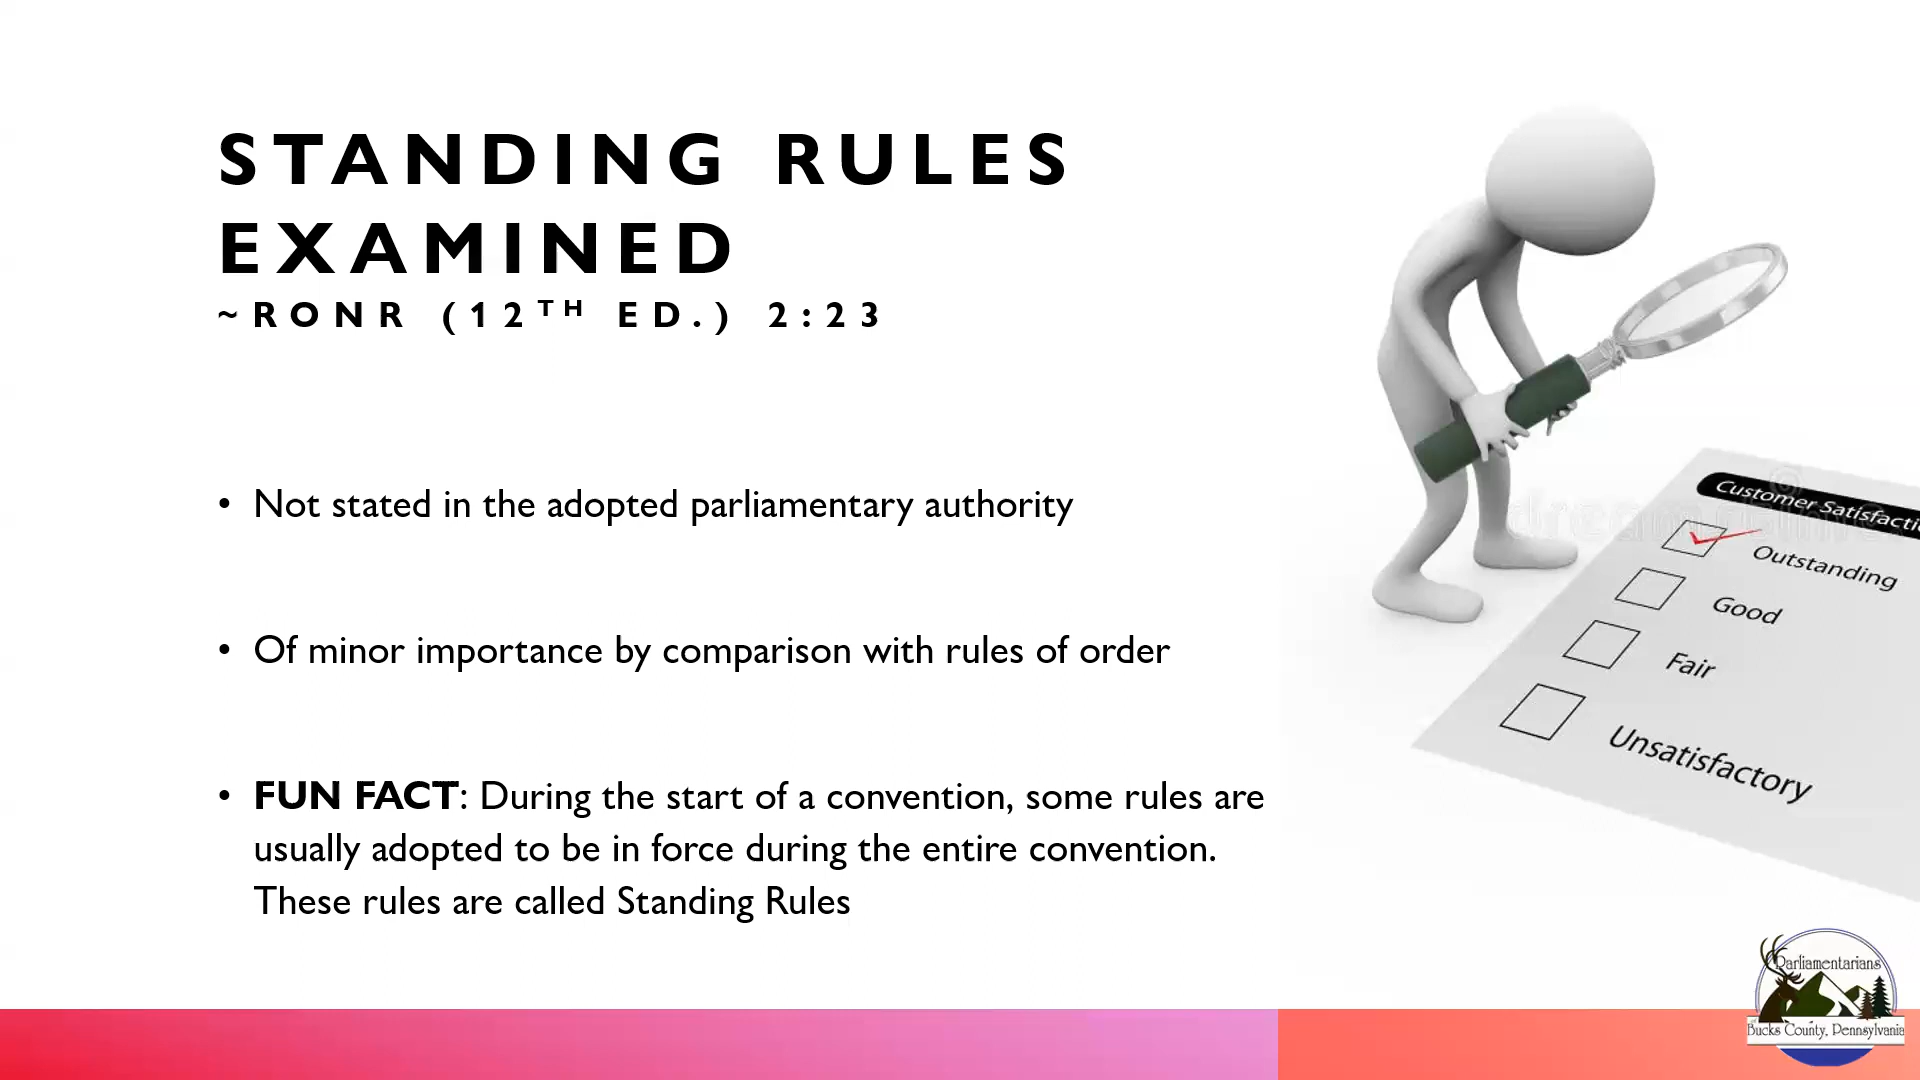 STANDING RULES
EXAMINED
~RONR (12TH ED.) 2:23
• Not stated in the adopted parliamentary authority
• Of minor importance by comparison with rules of order
• FUN FACT: During the start of a convention, some rules are
usually adopted to be in force during the entire convention.
These rules are called Standing Rules
Customer
Outstanding
Good
Fair
Unsatisfactory
Parliamentarians
Bucks County, Pennsylvania